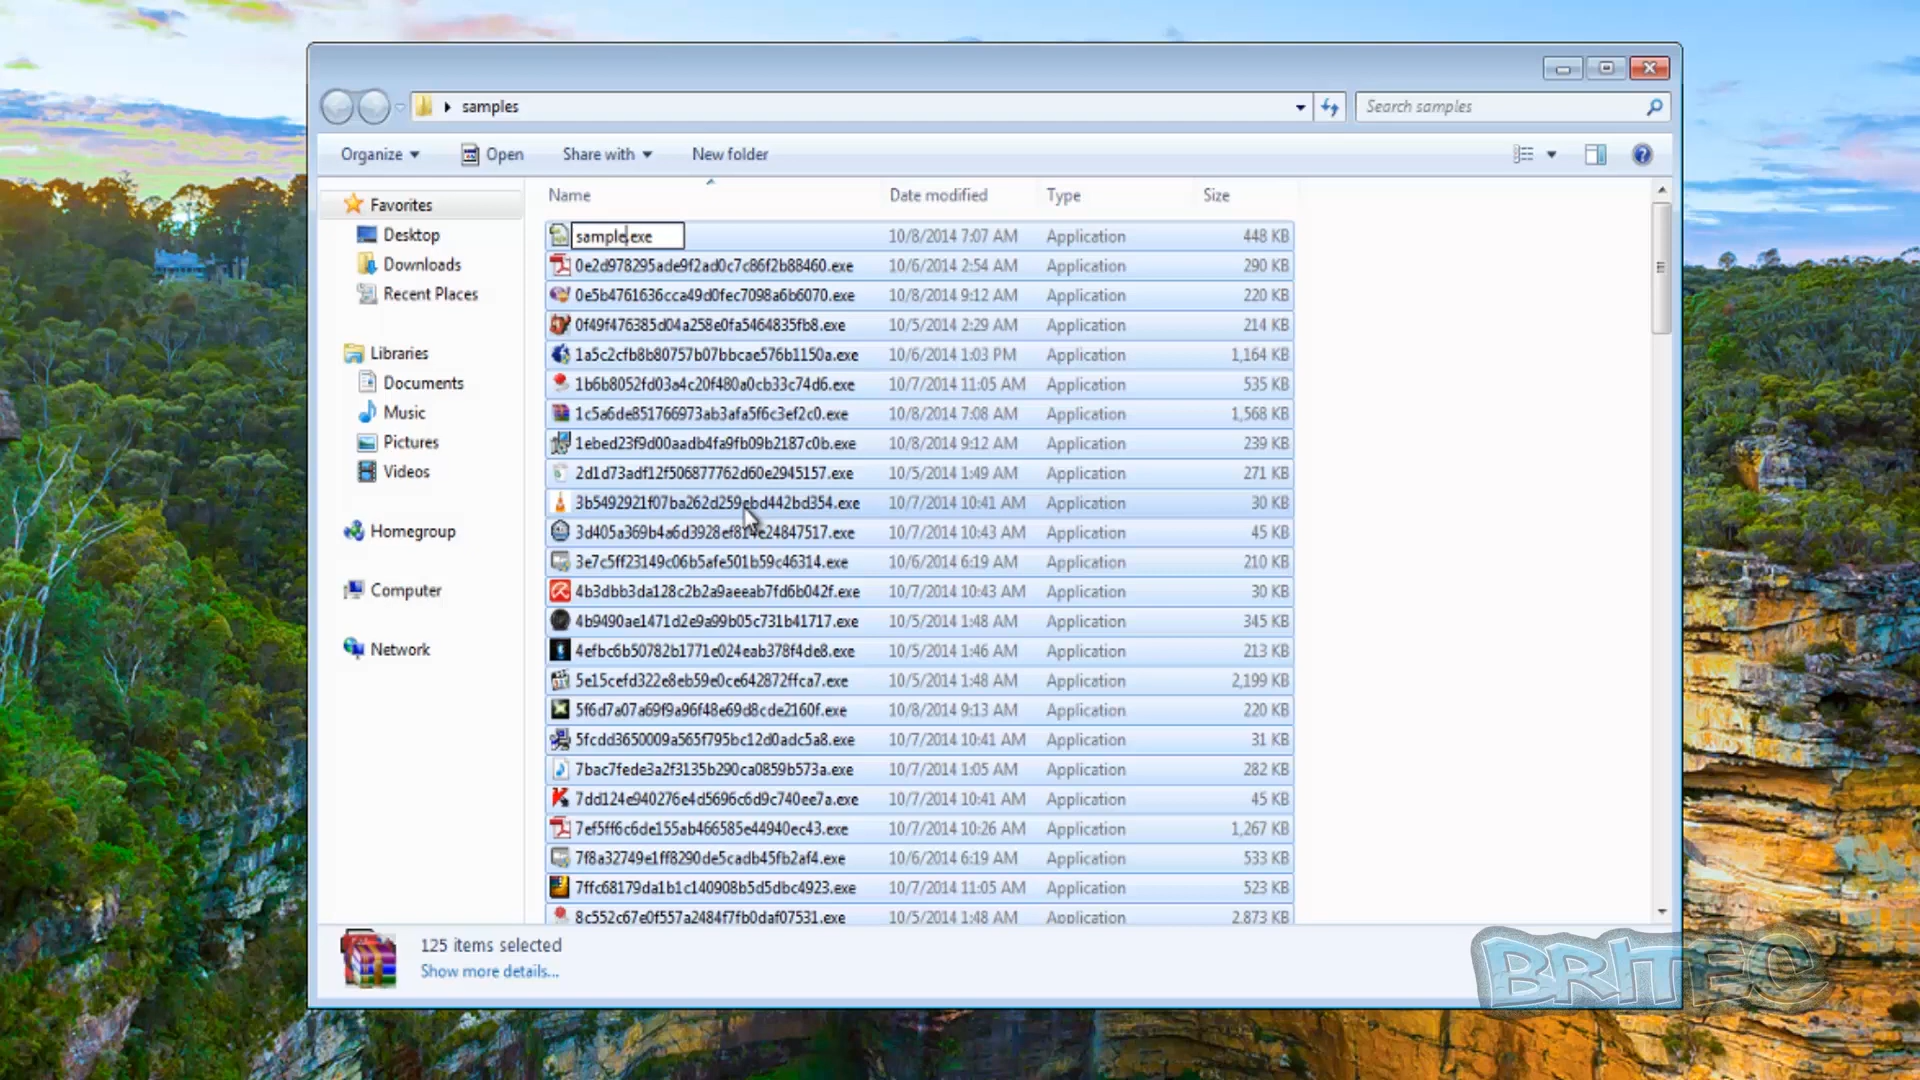 samples
Search samples
Organize
Open
Share with
New folder
Name
Date modified
Type
Size
Favorites
Desktop
Downloads
Recent Places
Libraries
Documents
Music
Pictures
Videos
Homegroup
Computer
Network
sample.exe 10/8/2014 7:07 AM Application 448 KB
0e2d978295ade9f2ad0c7c86f2b88460.exe 10/6/2014 2:54 AM Application 290 KB
0e5b4761636cca49d0fec7098a6b6070.exe 10/8/2014 9:12 AM Application 220 KB
0f49f476385d04a258e0fa5464835fb8.exe 10/5/2014 2:29 AM Application 214 KB
1a5c2cfb8b80757b07bbcae576b1150a.exe 10/6/2014 1:03 PM Application 1,164 KB
1b6b8052fd03a4c20f480a0cb33c74d6.exe 10/7/2014 11:05 AM Application 535 KB
1c5a6de851766973ab3afa5f6c3ef2c0.exe 10/8/2014 7:08 AM Application 1,568 KB
1ebed23f9d00aadb4fa9fb09b2187c0b.exe 10/8/2014 9:12 AM Application 239 KB
2d1d73adf12f506877762d60e2945157.exe 10/5/2014 1:49 AM Application 271 KB
3b5492921f07ba262d259ebd442bd354.exe 10/7/2014 10:41 AM Application 30 KB
3d405a369b4a6d3928ef814e24847517.exe 10/7/2014 10:43 AM Application 45 KB
3e7c5ff23149c06b5afe501b59c46314.exe 10/6/2014 6:19 AM Application 210 KB
4b3dbb3da128c2b2a9aeeab7fd6b042f.exe 10/7/2014 10:43 AM Application 30 KB
4b9490ae1471d2e9a99b05c731b41717.exe 10/5/2014 1:48 AM Application 345 KB
4efbc6b50782b1771e024eab378f4de8.exe 10/5/2014 1:46 AM Application 213 KB
5e15cefd322e8eb59e0ce642872ffca7.exe 10/5/2014 1:48 AM Application 2,199 KB
5f6d7a07a69f9a96f48e69d8cde2160f.exe 10/8/2014 9:13 AM Application 220 KB
5fcdd3650009a565f795bc12d0adc5a8.exe 10/7/2014 10:41 AM Application 31 KB
7bac7fede3a2f3135b290ca0859b573a.exe 10/7/2014 1:05 AM Application 282 KB
7dd124e940276e4d5696c6d9c740ee7a.exe 10/7/2014 10:41 AM Application 45 KB
7ef5ff6c6de155ab466585e44940ec43.exe 10/7/2014 10:26 AM Application 1,267 KB
7f8a32749e1ff8290de5cadb45fb2af4.exe 10/6/2014 6:19 AM Application 533 KB
7ffc68179da1b1c140908b5d5dbc4923.exe 10/7/2014 11:05 AM Application 523 KB
8c552c67e0f557a2484f7fb0daf07531.exe 10/5/2014 1:48 AM Application 2,873 KB
125 items selected
Show more details...
BRITEC